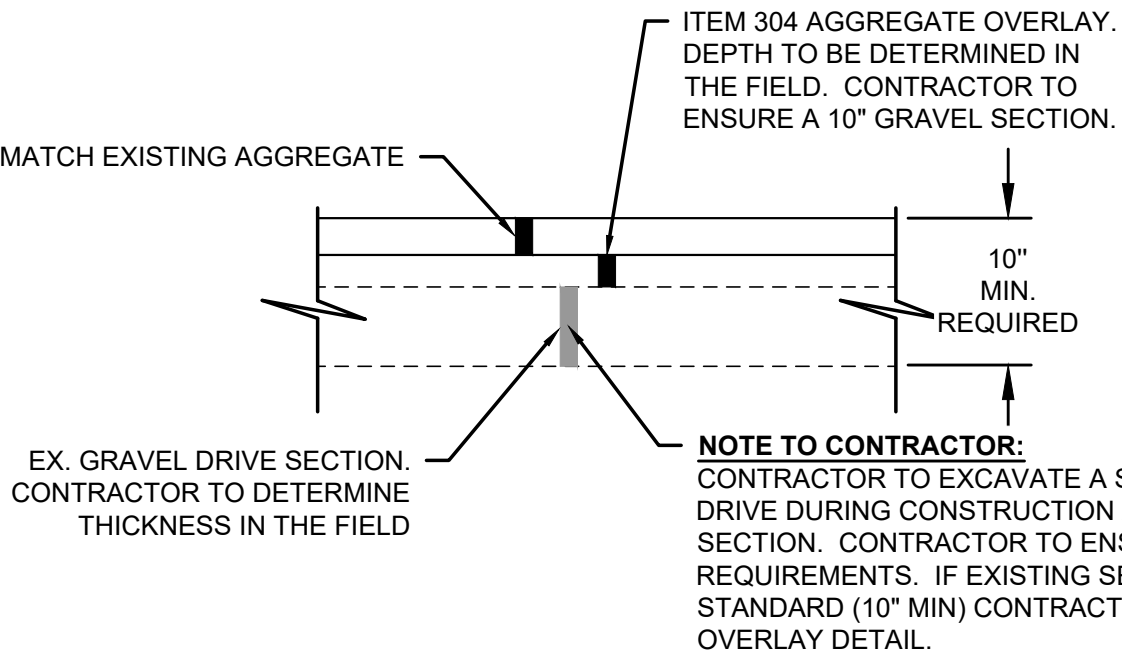 ITEM 304 AGGREGATE OVERLAY.
DEPTH TO BE DETERMINED IN
THE FIELD. CONTRACTOR TO
ENSURE A 10" GRAVEL SECTION.
MATCH EXISTING AGGREGATE
10"
MIN.
REQUIRED
EX. GRAVEL DRIVE SECTION.
CONTRACTOR TO DETERMINE
THICKNESS IN THE FIELD
NOTE TO CONTRACTOR:
CONTRACTOR TO EXCAVATE A
DRIVE DURING CONSTRUCTION
SECTION. CONTRACTOR TO
REQUIREMENTS. IF EXISTING
STANDARD (10" MIN)
OVERLAY DETAIL.